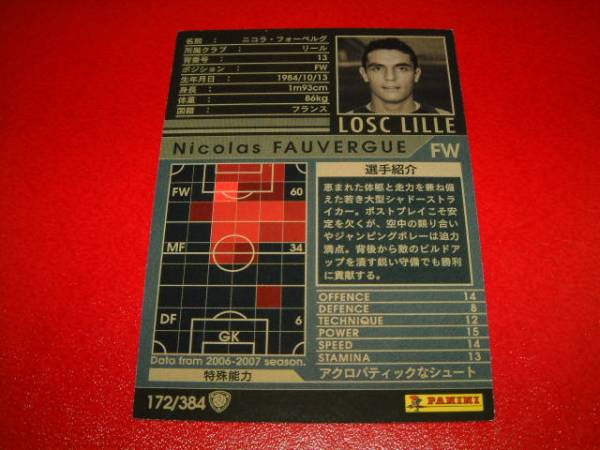 名前 : ニコラ・フォーベルグ
所属クラブ : リール
背番号 : 13
ポジション : FW
生年月日 : 1984/10/13
身長 : 1m93cm
体重 : 86kg
国籍 : フランス
LOSC LILLE
Nicolas FAUVERGUE FW
FW 60
MF 34
DF 6
GK
Data from 2006-2007 season.
選手紹介
恵まれた体躯と走力を兼ね備
えた若き大型シャドーストラ
イカー。ポストプレイこそ安
定を欠くが、空中の競り合い
やジャンピングボレーは迫力
満点。背後から敵のビルドア
ップを潰す鋭い守備でも勝利
に貢献する。
OFFENCE 14
DEFENCE 8
TECHNIQUE 12
POWER 15
SPEED 14
STAMINA 13
特殊能力 アクロバティックなシュート
172/384
PANINI